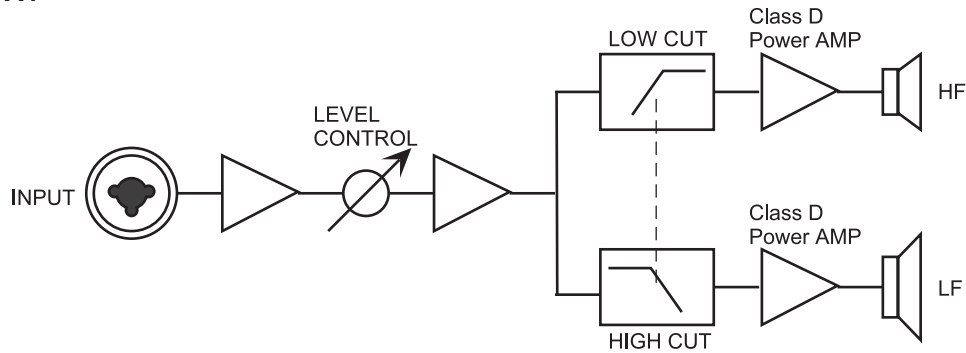 Class D
Power AMP
LOW CUT
HF
LEVEL
CONTROL
INPUT
Class D
Power AMP
LF
HIGH CUT